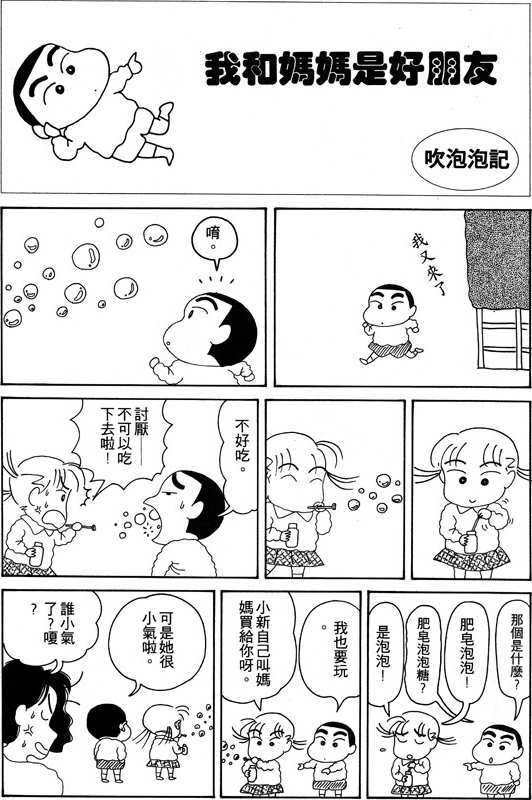 我和媽媽是好朋友
吹泡泡記
我又來了
唷。
不好吃。
討厭——
不可以吃
下去啦！
那個是什麼？
肥皂泡泡！
肥皂泡泡糖？
是泡泡！
我也要玩
。
小新自己叫媽
媽買給你呀。
可是她很
小氣啦。
誰小氣
了？嗄
？